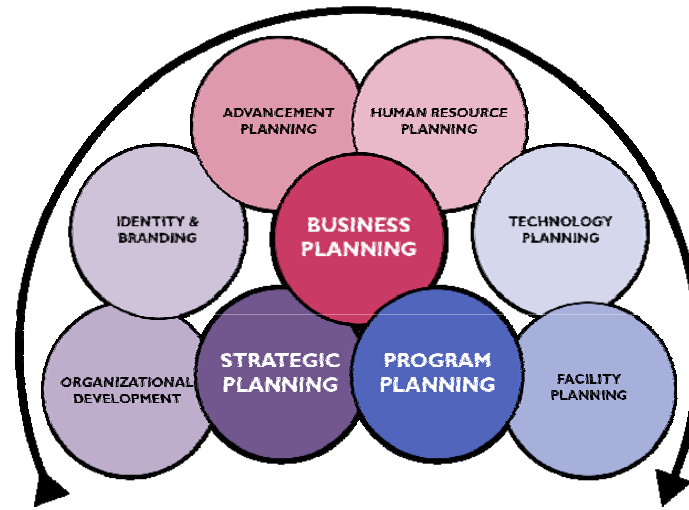 ADVANCEMENT
PLANNING
HUMAN RESOURCE
PLANNING
IDENTITY &
BRANDING
BUSINESS
PLANNING
TECHNOLOGY
PLANNING
ORGANIZATIONAL
DEVELOPMENT
STRATEGIC
PLANNING
PROGRAM
PLANNING
FACILITY
PLANNING